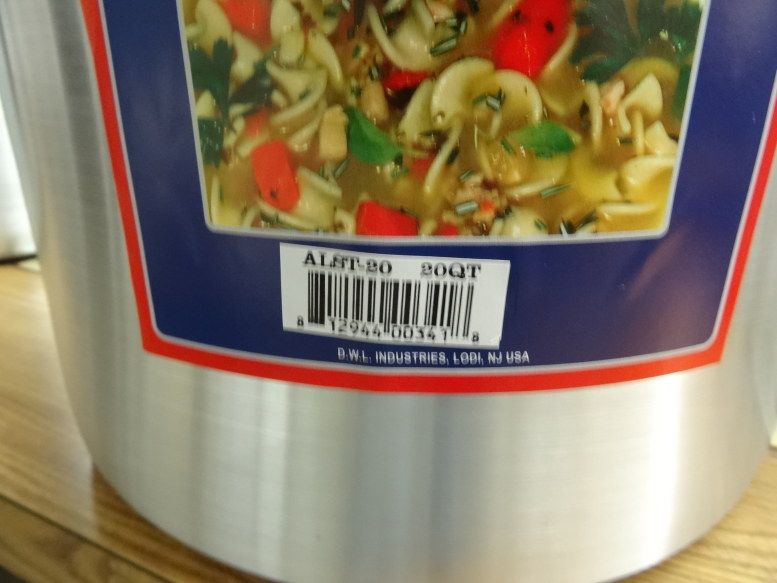 ALST-20 20QT
8 12944 00341 8
D.W.L. INDUSTRIES, LODI, NJ USA